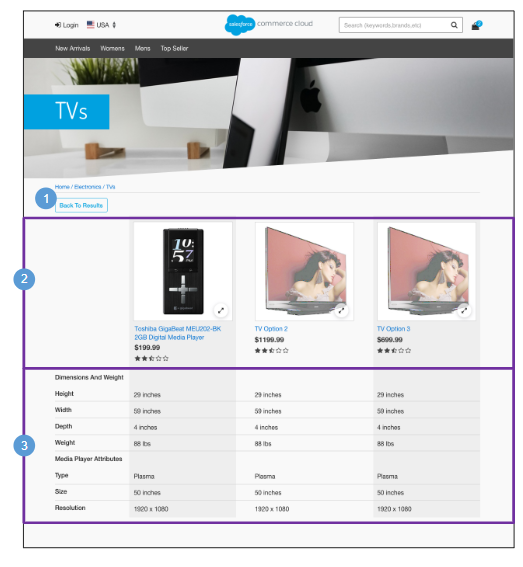 Login USA
salesforce commerce cloud
Search (keywords,brands,etc)
2
New Arrivals Womens Mens Top Seller
TVs
Home / Electronics / TVs
1
Back To Results
2
10:
57
Toshiba GigaBeat MEU202-BK
2GB Digital Media Player
$199.99
TV Option 2
$1199.99
TV Option 3
$699.99
3
Dimensions And Weight
Height 29 inches 29 inches 29 inches
Width 59 inches 59 inches 59 inches
Depth 4 inches 4 inches 4 inches
Weight 88 lbs 88 lbs 88 lbs
Media Player Attributes
Type Plasma Plasma Plasma
Size 50 inches 50 inches 50 inches
Resolution 1920 x 1080 1920 x 1080 1920 x 1080